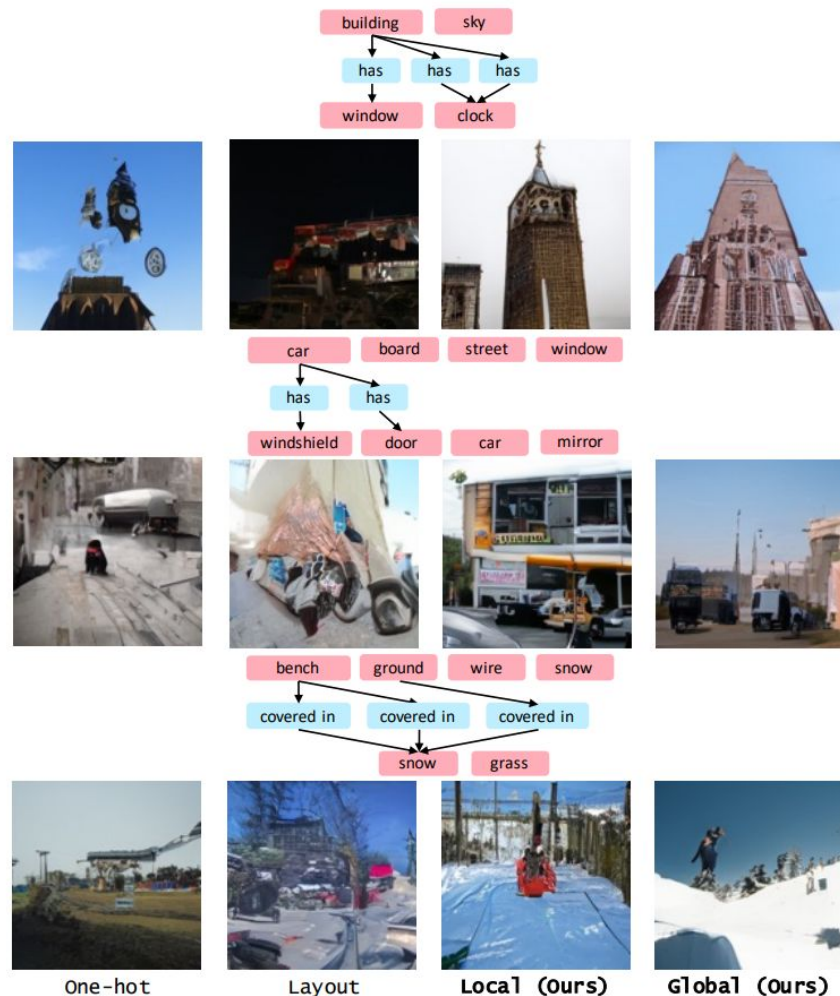 building sky
has has has
window clock
car board street window
has has
windshield door car mirror
bench ground wire snow
covered in covered in covered in
snow grass
One-hot Layout Local (Ours) Global (Ours)